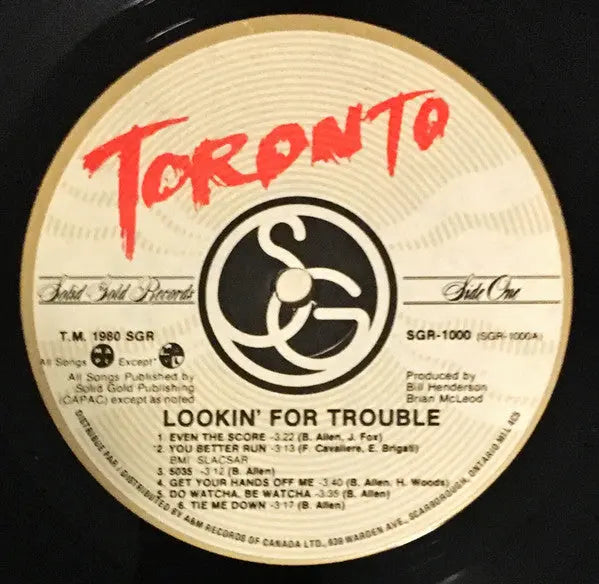 TORONTO
SG
Solid Gold Records
Side One
T.M. 1980 SGR
SGR-1000 (SGR-1000A)
All Songs Except
All Songs Published by
Solid Gold Publishing
(CAPAC) except as noted
Produced by
Bill Henderson
Brian McLeod
LOOKIN' FOR TROUBLE
1. EVEN THE SCORE -3:22 (B. Allen, J. Fox)
2. YOU BETTER RUN -3:13 (F. Cavaliere, E. Brigati)
BMI SLACSAR
3. 5035 -3:12 (B. Allen)
4. GET YOUR HANDS OFF ME -3:40 (B. Allen, H. Woods)
5. DO WATCHA, BE WATCHA -3:35 (B. Allen)
6. TIE ME DOWN -3:17 (B. Allen)
DISTRIBUE PAR / DISTRIBUTED BY A&M RECORDS OF CANADA LTD., 939 WARDEN AVE., SCARBOROUGH, ONTARIO M1L 4C5